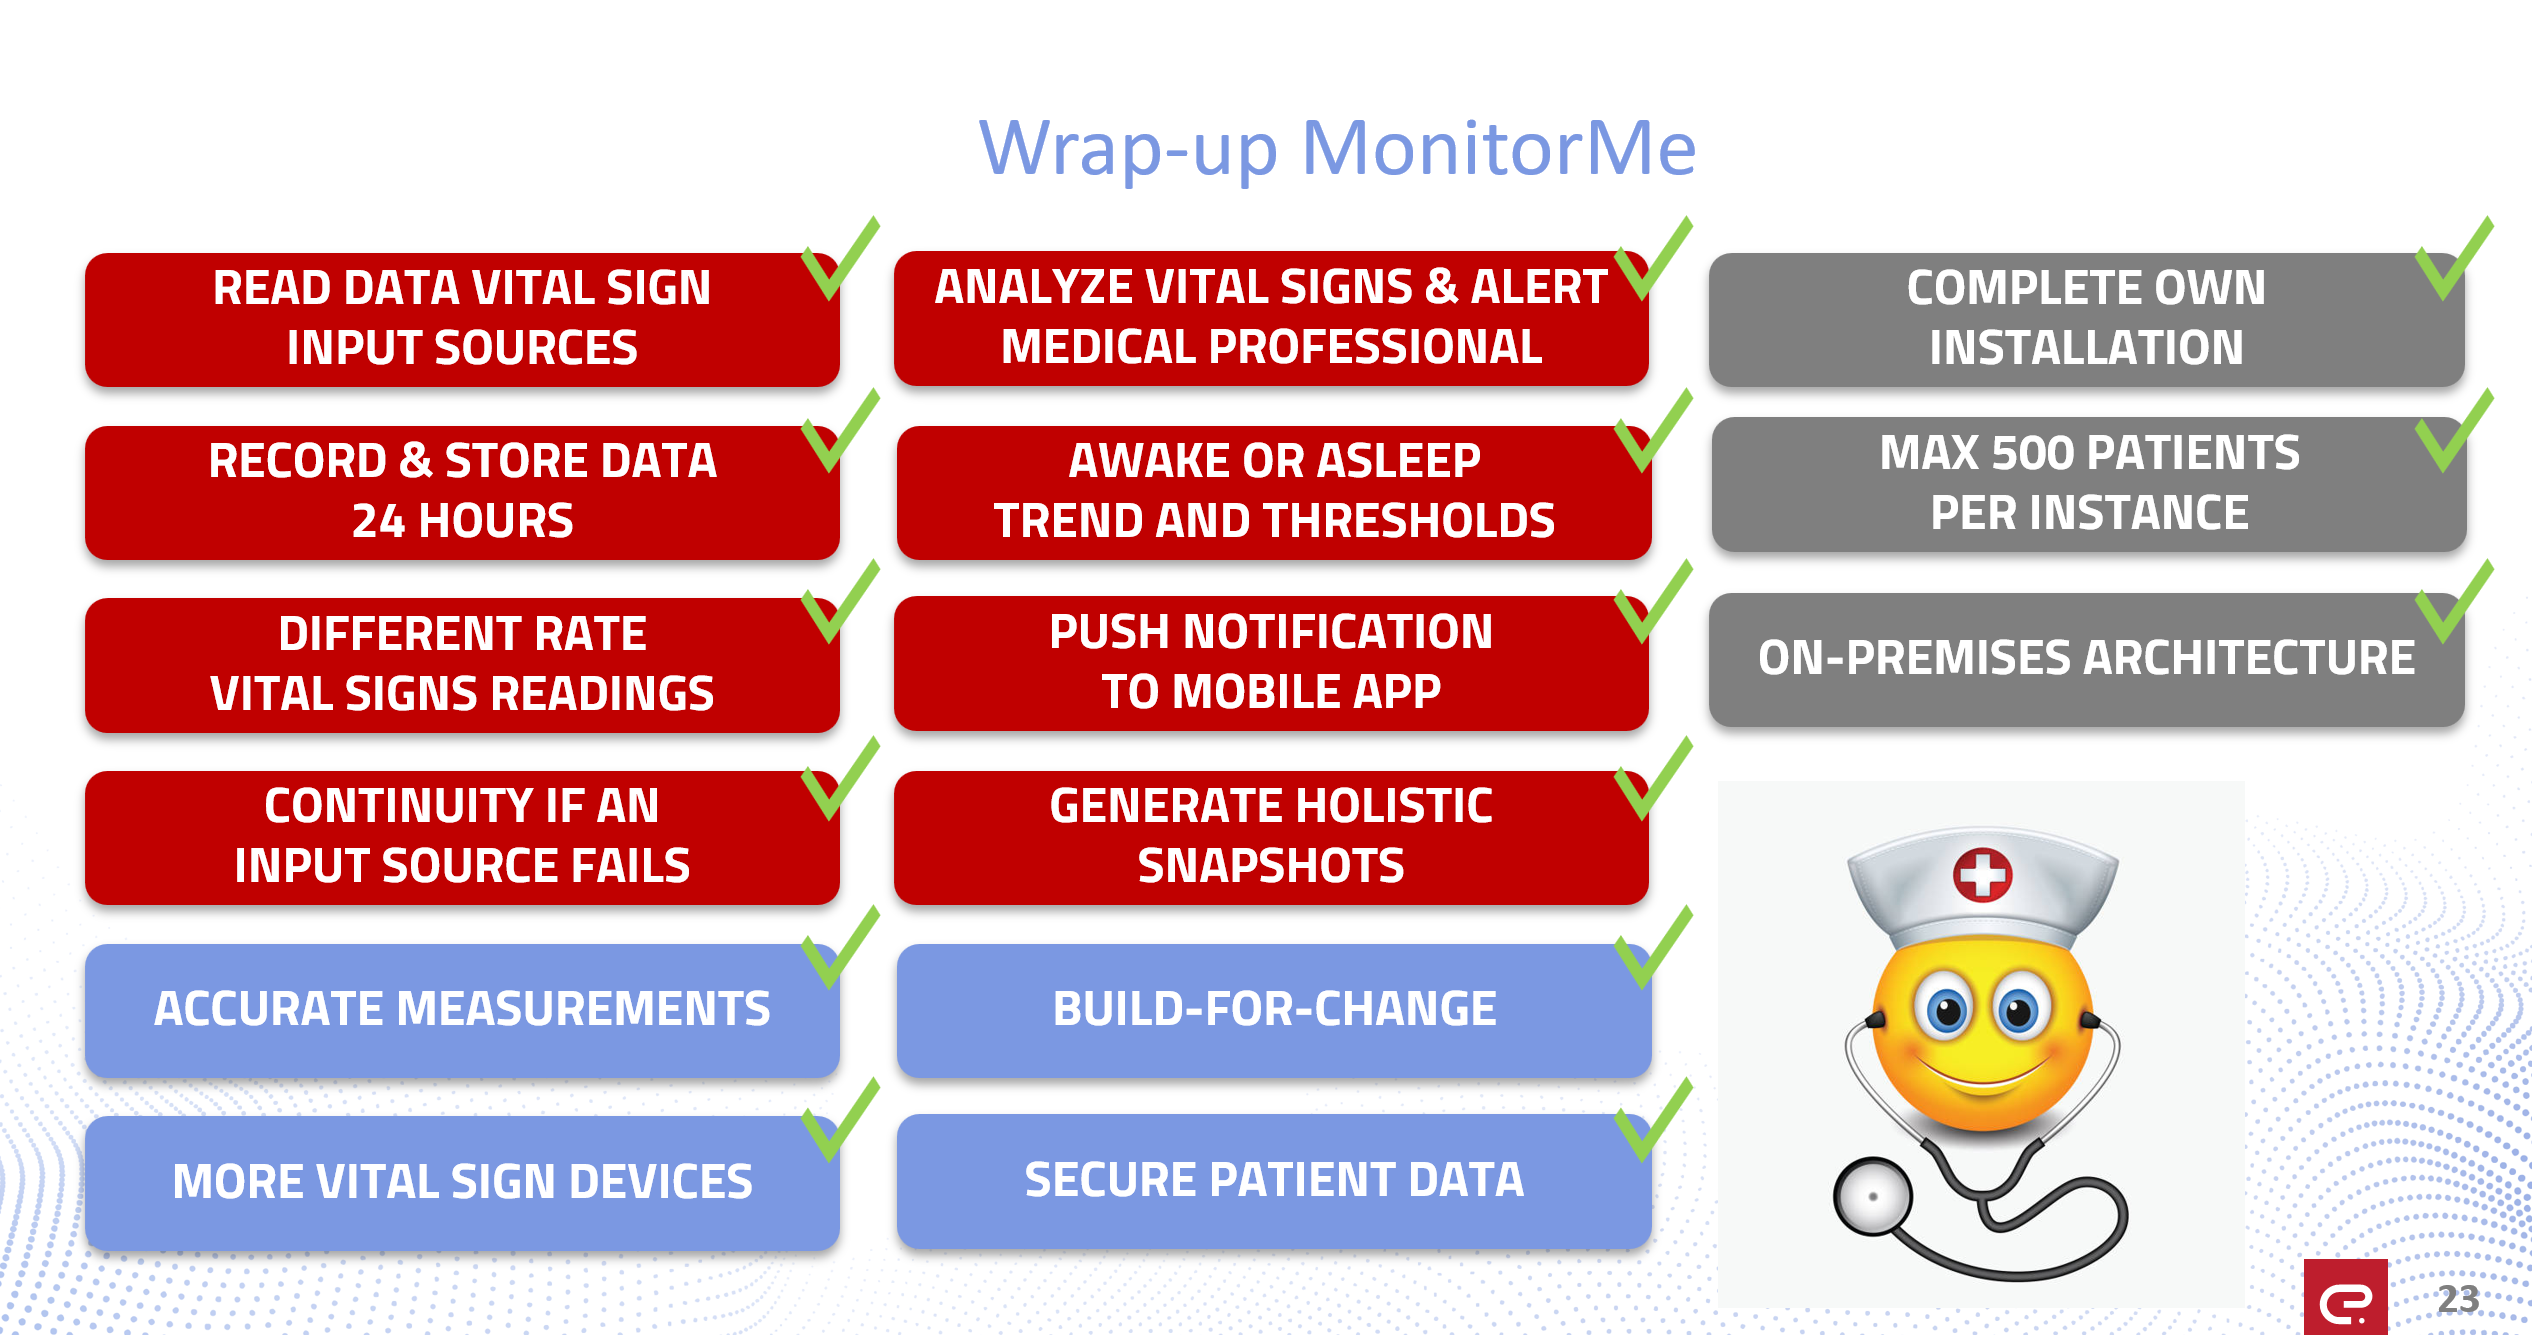 Wrap-up MonitorMe
READ DATA VITAL SIGN
INPUT SOURCES
RECORD & STORE DATA
24 HOURS
DIFFERENT RATE
VITAL SIGNS READINGS
CONTINUITY IF AN
INPUT SOURCE FAILS
ACCURATE MEASUREMENTS
MORE VITAL SIGN DEVICES
ANALYZE VITAL SIGNS & ALERT
MEDICAL PROFESSIONAL
AWAKE OR ASLEEP
TREND AND THRESHOLDS
PUSH NOTIFICATION
TO MOBILE APP
GENERATE HOLISTIC
SNAPSHOTS
BUILD-FOR-CHANGE
SECURE PATIENT DATA
COMPLETE OWN
INSTALLATION
MAX 500 PATIENTS
PER INSTANCE
ON-PREMISES ARCHITECTURE
23